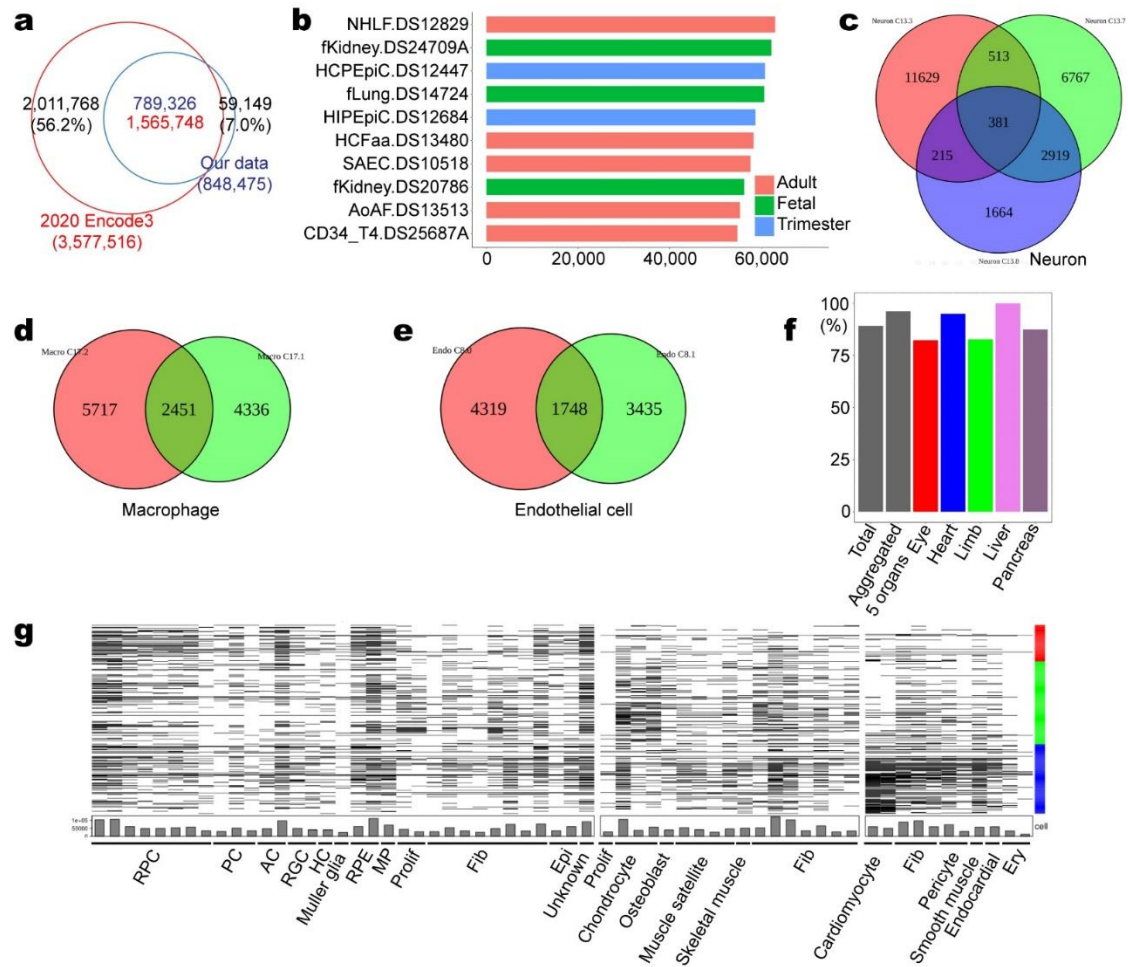 a
2,011,768
(56.2%)
789,326
1,565,748
59,149
(7.0%)
Our data
(848,475)
2020 Encode3
(3,577,516)
b
NHLF.DS12829
fKidney.DS24709A
HCPEpiC.DS12447
fLung.DS14724
HIPEpiC.DS12684
HCFaa.DS13480
SAEC.DS10518
fKidney.DS20786
AoAF.DS13513
CD34_T4.DS25687A
0
20,000
40,000
60,000
Adult
Fetal
Trimester
c
Neuron C13.3
Neuron C13.7
11629
513
6767
381
215
2919
1664
Neuron C13.8
Neuron
d
Macro C17.2
Macro C17.1
5717
2451
4336
Macrophage
e
Endo C8.0
Endo C8.1
4319
1748
3435
Endothelial cell
f
100
(%)
75
50
25
0
Total
Aggregated
5 organs
Eye
Heart
Limb
Liver
Pancreas
g
1e+05
50000
cell
RPC
PC
AC
RGC
HC
Muller glia
RPE
MP
Prolif
Fib
Epi
Unknown
Prolif
Chondrocyte
Osteoblast
Muscle satellite
Skeletal muscle
Fib
Cardiomyocyte
Fib
Pericyte
Smooth muscle
Endocardial
Ery